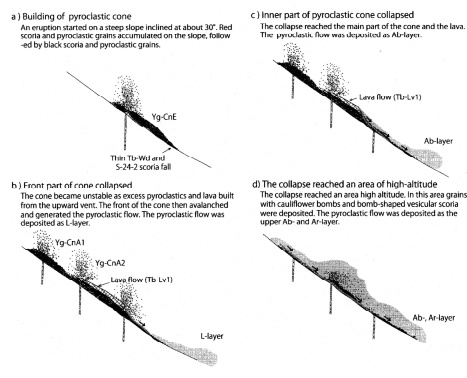 a ) Building of pyroclastic cone
An eruption started on a steep slope inclined at about 30°. Red
scoria and pyroclastic grains accumulated on the slope, follow
-ed by black scoria and pyroclastic grains.
Yg-CnE
Thin Tb-Wd and
S-24-2 scoria fall
b ) Front part of cone collapsed
The cone became unstable as excess pyroclastics and lava built
from the upward vent. The front of the cone then avalanched
and generated the pyroclastic flow. The pyroclastic flow was
deposited as L-layer.
Yg-CnA1
Yg-CnA2
Lava flow (Tb Lv1)
L-layer
c ) Inner part of pyroclastic cone collapsed
The collapse reached the main part of the cone and the lava.
The pyroclastic flow was deposited as Ab-layer.
Lava flow (Tb-Lv1)
Ab-layer
d) The collapse reached an area of high-altitude
The collapse reached an area high altitude. In this area grains
with cauliflower bombs and bomb-shaped vesicular scoria
were deposited. The pyroclastic flow was deposited as the
upper Ab- and Ar-layer.
Ab-, Ar-layer